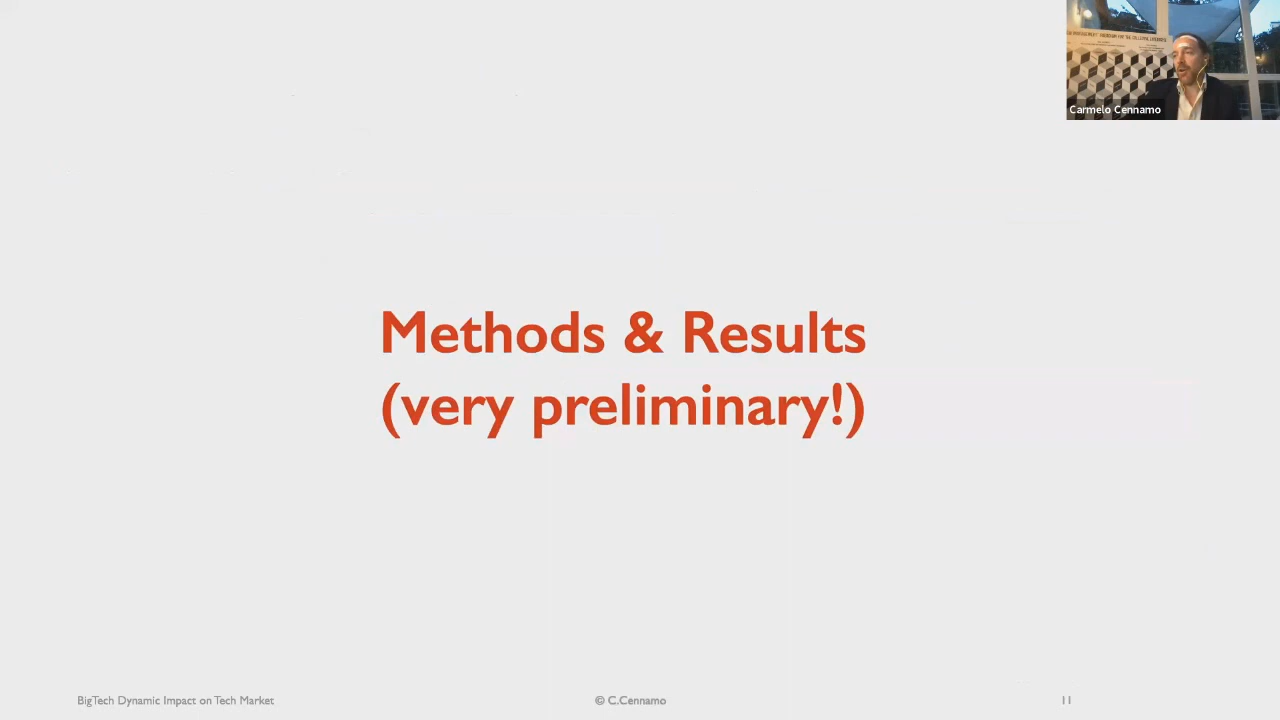 Carmelo Cennamo
Methods & Results
(very preliminary!)
BigTech Dynamic Impact on Tech Market
© C.Cennamo
11